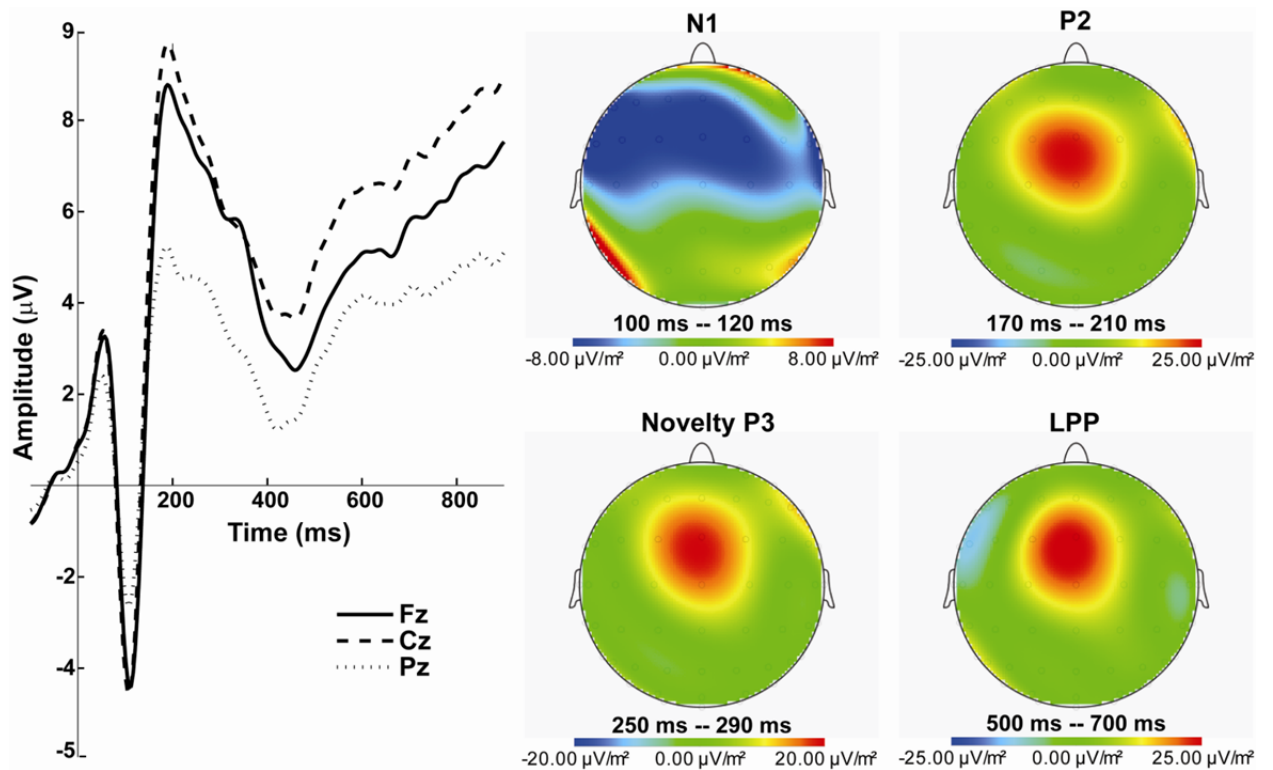 9
8
6
4
2
-2
-4
-5
Amplitude (µV)
200 400 600 800
Time (ms)
Fz
Cz
Pz
N1
100 ms -- 120 ms
-8.00 µV/m² 0.00 µV/m² 8.00 µV/m²
P2
170 ms -- 210 ms
-25.00 µV/m² 0.00 µV/m² 25.00 µV/m²
Novelty P3
250 ms -- 290 ms
-20.00 µV/m² 0.00 µV/m² 20.00 µV/m²
LPP
500 ms -- 700 ms
-25.00 µV/m² 0.00 µV/m² 25.00 µV/m²